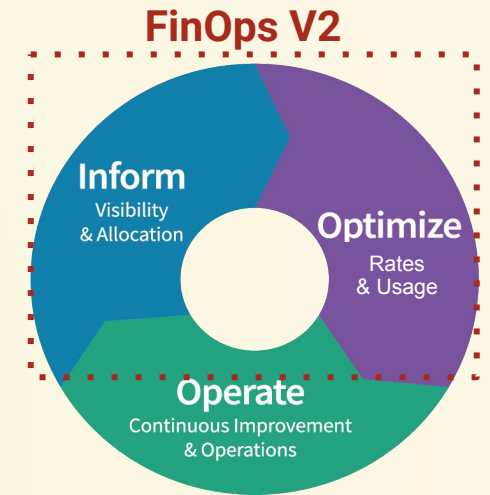 FinOps V2
Inform
Visibility
& Allocation
Optimize
Rates
& Usage
Operate
Continuous Improvement
& Operations